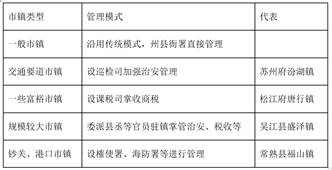 市镇类型 管理模式 代表
一般市镇 沿用传统模式，州县衙署直接管理
交通要道市镇 设巡检司加强治安管理 苏州府汾湖镇
一些富裕市镇 设课税司掌收商税 松江府唐行镇
规模较大市镇 委派县丞等官员驻镇掌管治安、税收等 吴江县盛泽镇
钞关、港口市镇 设榷使署、海防署等进行管理 常熟县福山镇